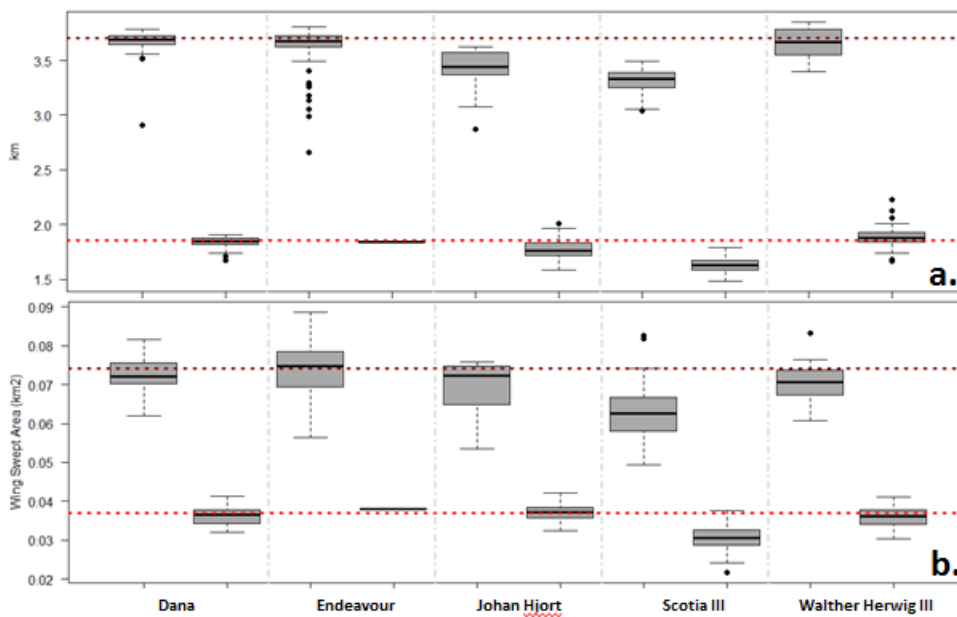 3.5
3.0
2.5
2.0
1.5
km
a.
0.09
0.08
0.07
0.06
0.05
0.04
0.03
0.02
Wing Swept Area (km2)
b.
Dana Endeavour Johan Hjort Scotia III Walther Herwig III